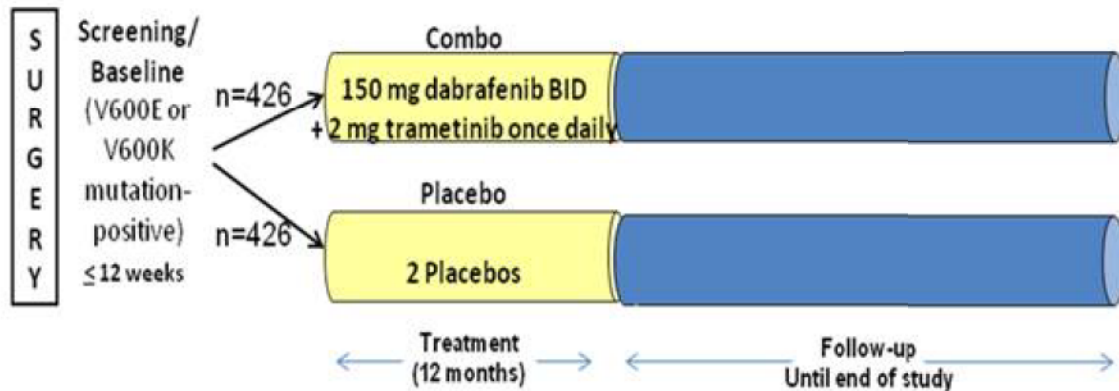 SURGERY
Screening/
Baseline
(V600E or
V600K
mutation-
positive)
≤ 12 weeks
n=426
n=426
Combo
150 mg dabrafenib BID
+ 2 mg trametinib once daily
Placebo
2 Placebos
Treatment
(12 months)
Follow-up
Until end of study